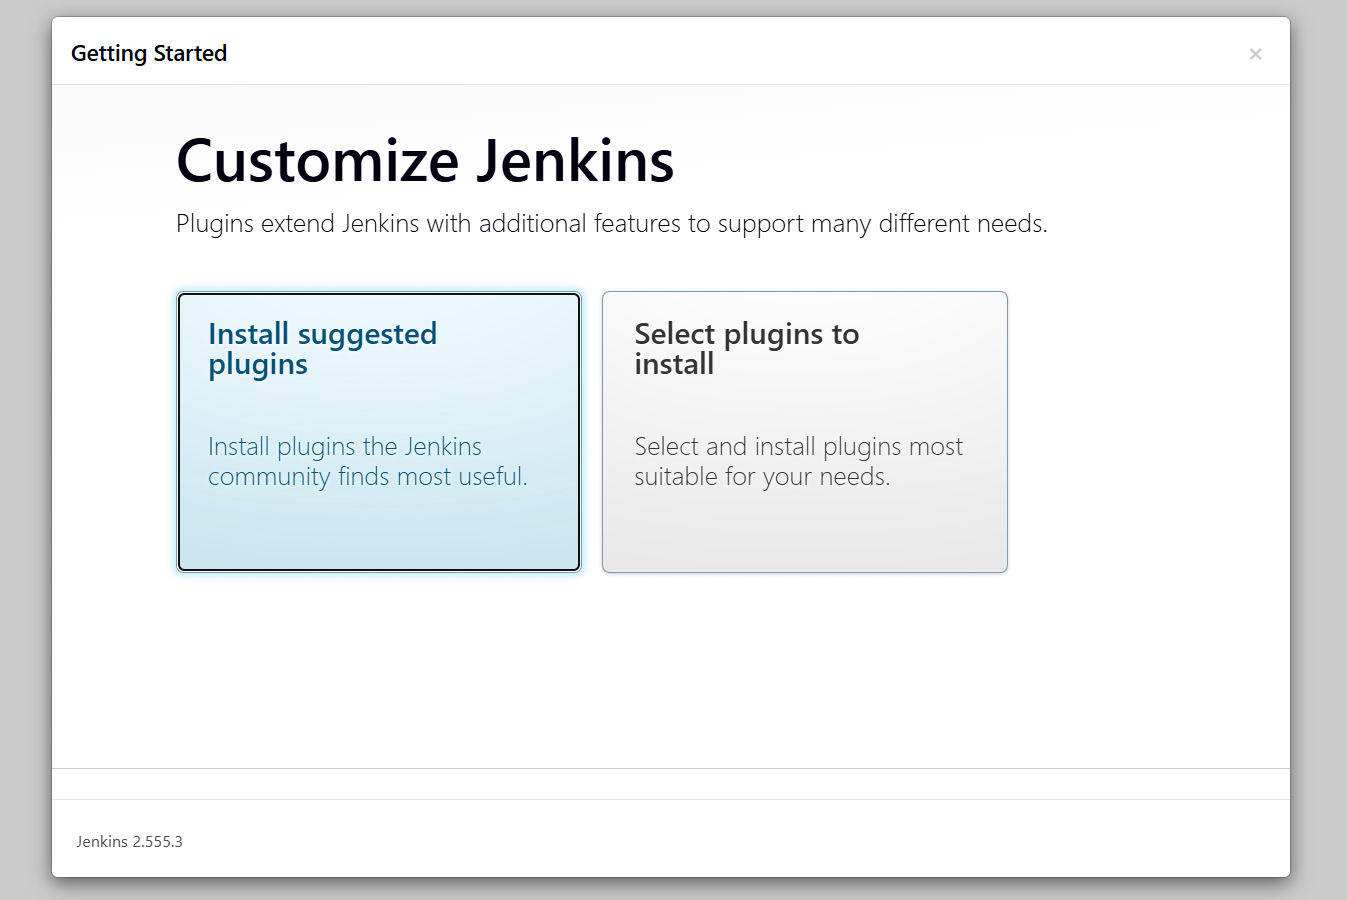 Getting Started
×
Customize Jenkins
Plugins extend Jenkins with additional features to support many different needs.
Install suggested
plugins
Install plugins the Jenkins
community finds most useful.
Select plugins to
install
Select and install plugins most
suitable for your needs.
Jenkins 2.555.3